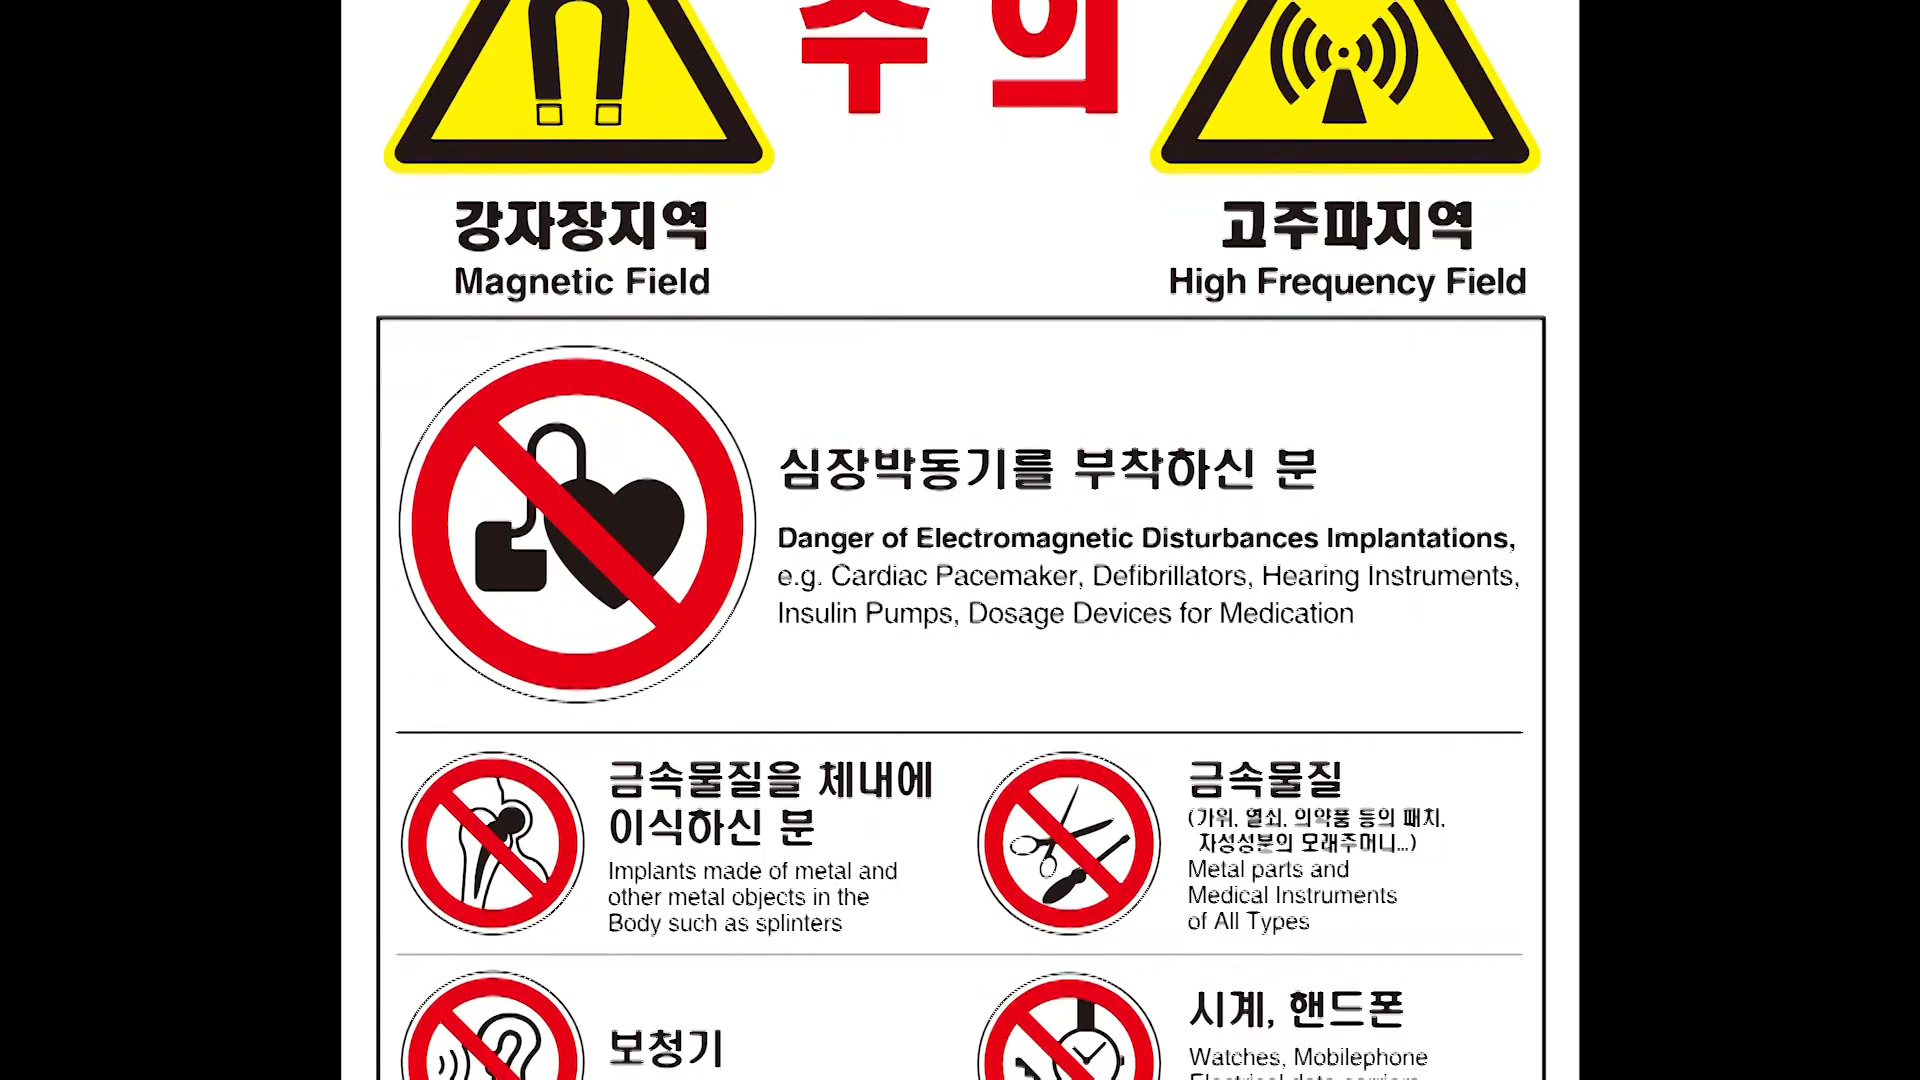 주의
강자장지역
Magnetic Field
고주파지역
High Frequency Field
심장박동기를 부착하신 분
Danger of Electromagnetic Disturbances Implantations,
e.g. Cardiac Pacemaker, Defibrillators, Hearing Instruments,
Insulin Pumps, Dosage Devices for Medication
금속물질을 체내에
이식하신 분
Implants made of metal and
other metal objects in the
Body such as splinters
금속물질
(가위, 열쇠, 의약품 등의 패치,
자성성분의 모래주머니...)
Metal parts and
Medical Instruments
of All Types
보청기
시계, 핸드폰
Watches, Mobilephone
Electrical data carriers